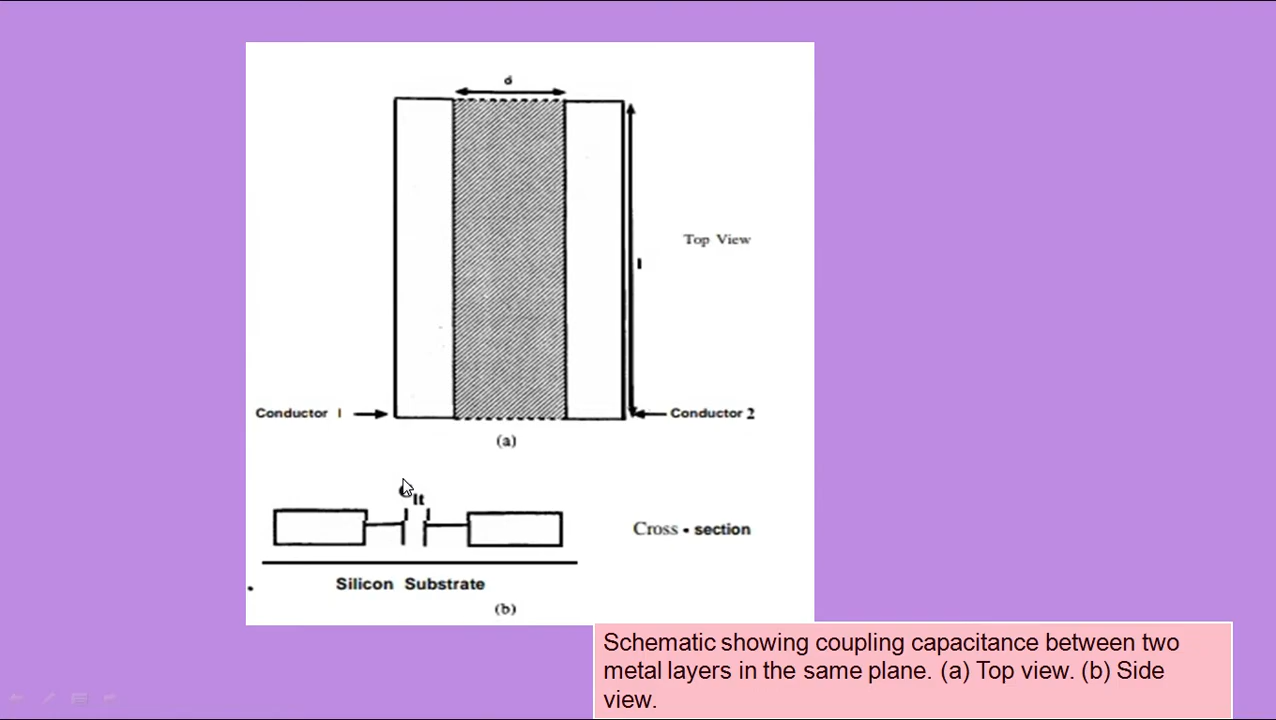 d
Top View
l
Conductor 1
Conductor 2
(a)
lt
Cross - section
Silicon Substrate
(b)
Schematic showing coupling capacitance between two
metal layers in the same plane. (a) Top view. (b) Side
view.